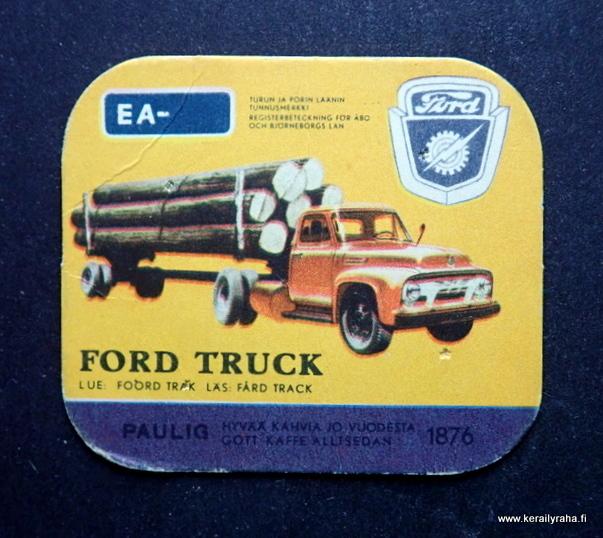 EA-
TURUN JA PORIN LÄÄNIN
TUNNUSMERKKI
REGISTERBETECKNING FÖR ÅBO
OCH BJÖRNEBORGS LÄN
Ford
FORD TRUCK
LUE: FOORD TRAK LÄS: FÅRD TRACK
PAULIG HYVÄÄ KAHVIA JO VUODESTA
GOTT KAFFE ALLTSEDAN 1876
www.kerailyraha.fi